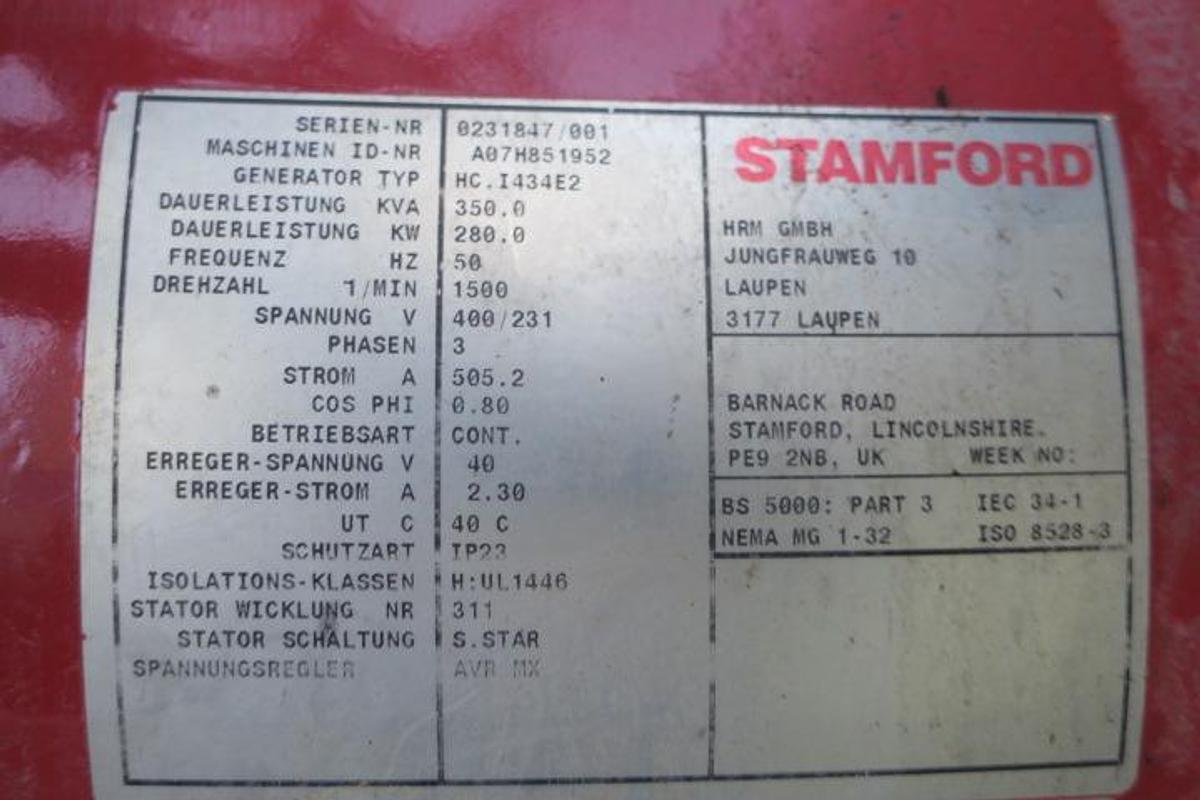 SERIEN-NR 0231847/001
MASCHINEN ID-NR A07H851952
GENERATOR TYP HC.I434E2
DAUERLEISTUNG KVA 350.0
DAUERLEISTUNG KW 280.0
FREQUENZ HZ 50
DREHZAHL 1/MIN 1500
SPANNUNG V 400/231
PHASEN 3
STROM A 505.2
COS PHI 0.80
BETRIEBSART CONT.
ERREGER-SPANNUNG V 40
ERREGER-STROM A 2.30
UT C 40 C
SCHUTZART IP23
ISOLATIONS-KLASSEN H:UL1446
STATOR WICKLUNG NR 311
STATOR SCHALTUNG S.STAR
SPANNUNGSREGLER AVR MX
STAMFORD
HRM GMBH
JUNGFRAUWEG 10
LAUPEN
3177 LAUPEN
BARNACK ROAD
STAMFORD, LINCOLNSHIRE.
PE9 2NB, UK WEEK NO:
BS 5000: PART 3 IEC 34-1
NEMA MG 1-32 ISO 8528-3